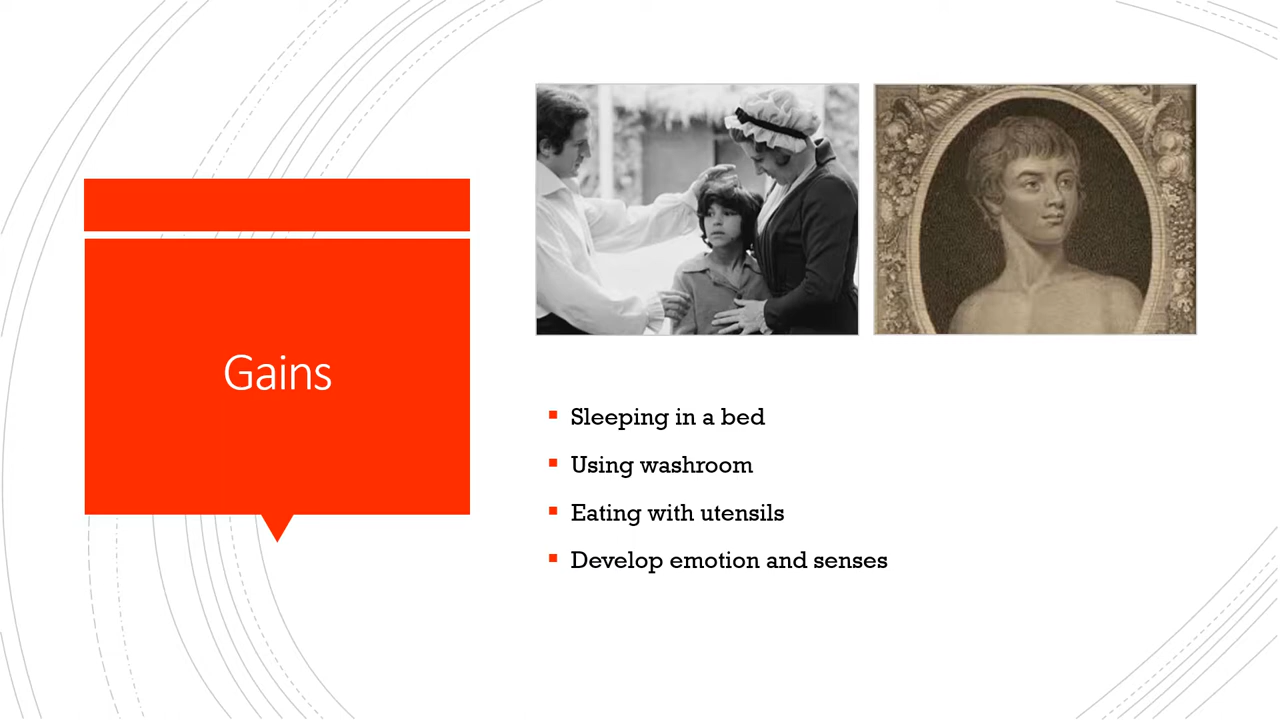 Gains
Sleeping in a bed
Using washroom
Eating with utensils
Develop emotion and senses